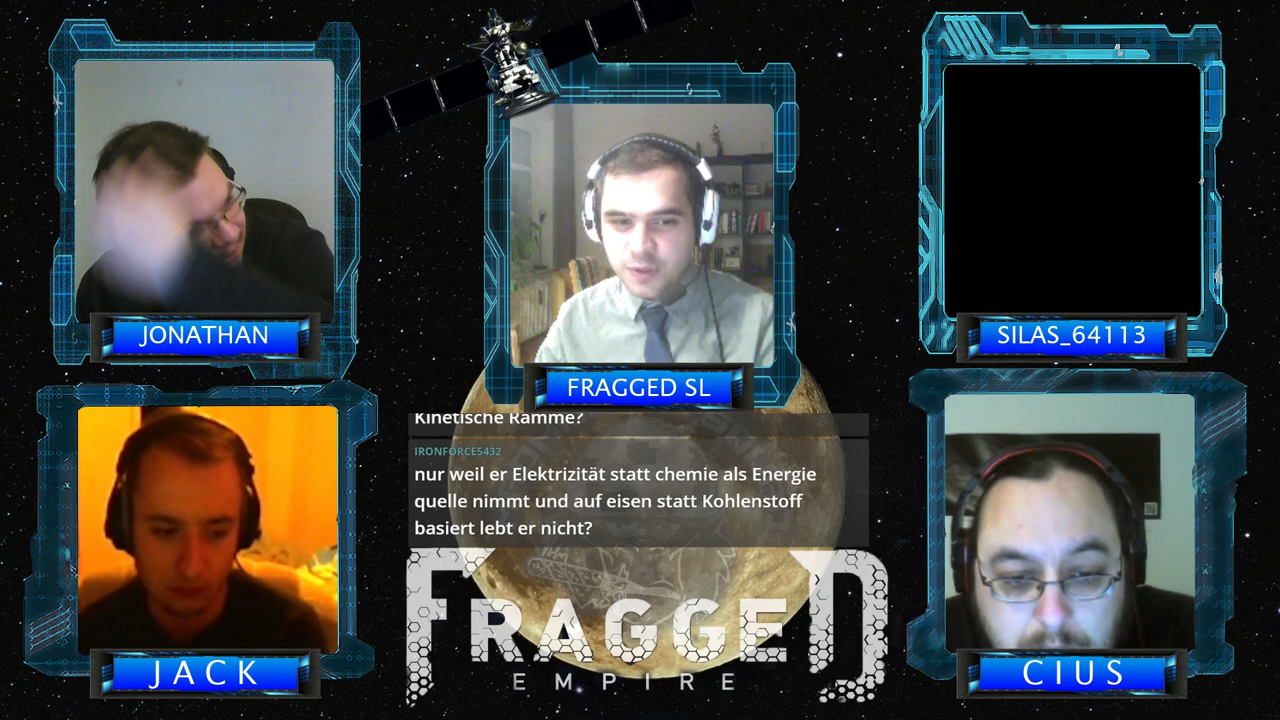 JONATHAN
FRAGGED SL
SILAS_64113
Kinetische Ramme?
IRONFORCE5432
nur weil er Elektrizität statt chemie als Energie
quelle nimmt und auf eisen statt Kohlenstoff
basiert lebt er nicht?
JACK
FRAGGED
EMPIRE
CIUS